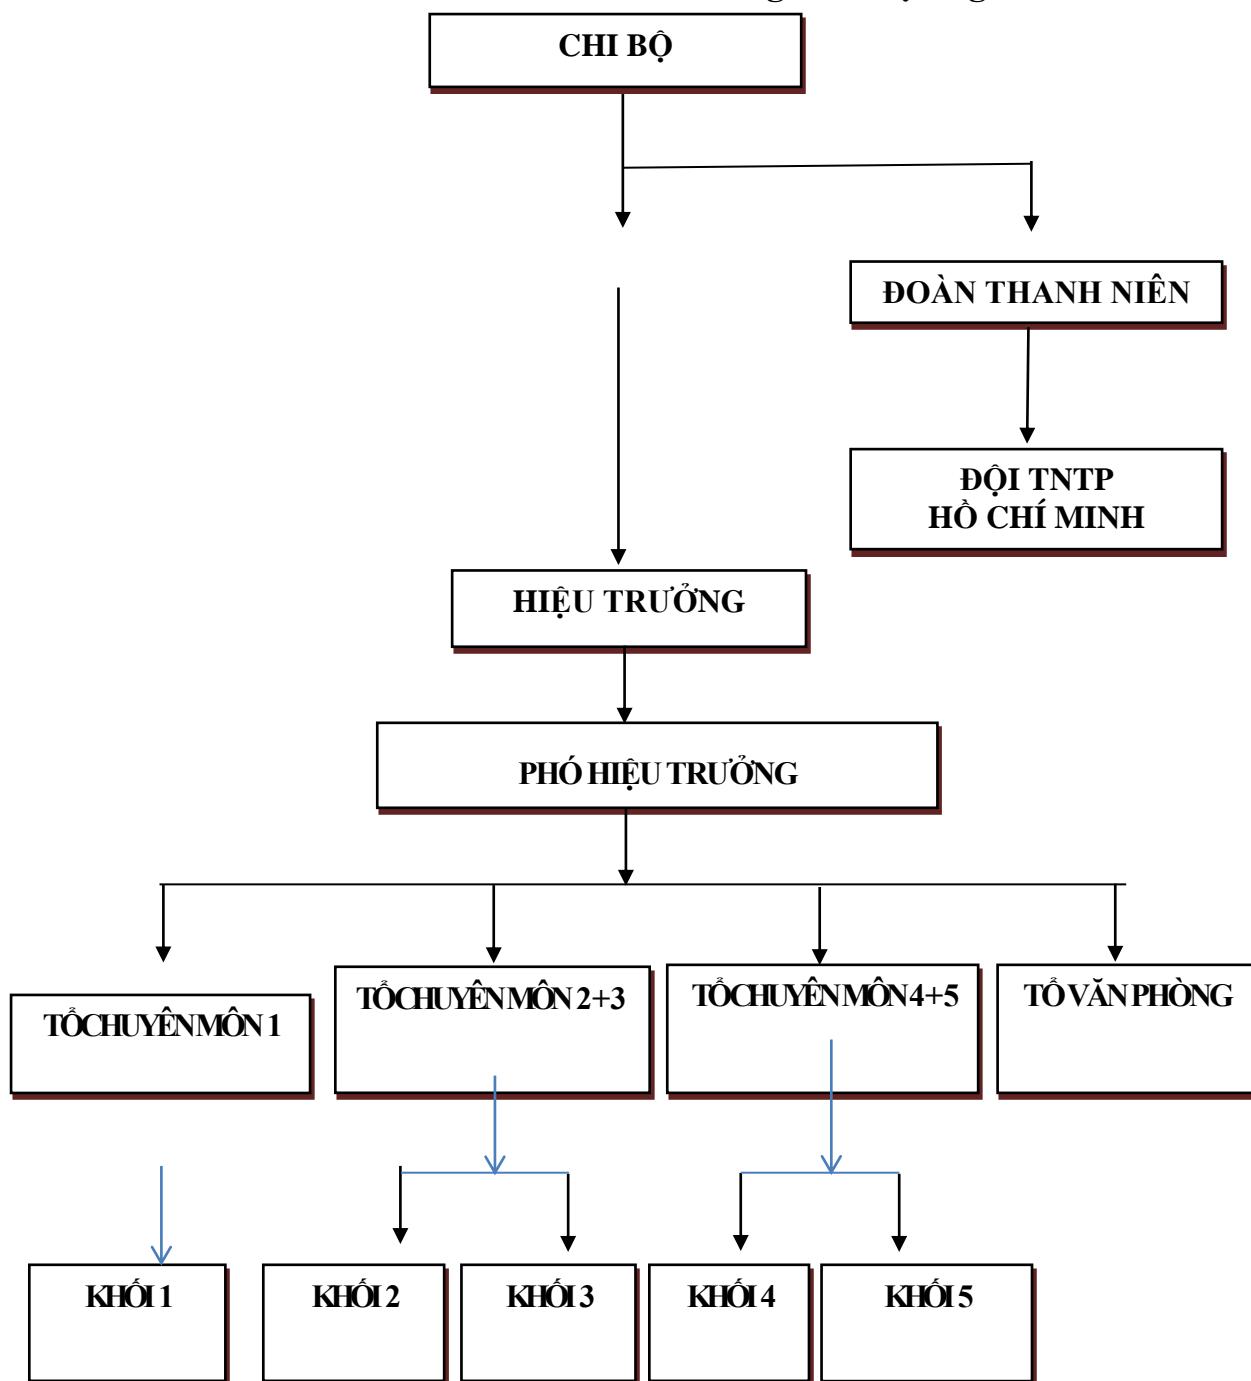 CHI BỘ
ĐOÀN THANH NIÊN
ĐỘI TNTP
HỒ CHÍ MINH
HIỆU TRƯỞNG
PHÓ HIỆU TRƯỞNG
TỔ CHUYÊN MÔN 1
TỔ CHUYÊN MÔN 2+3
TỔ CHUYÊN MÔN 4+5
TỔ VĂN PHÒNG
KHỐI 1
KHỐI 2
KHỐI 3
KHỐI 4
KHỐI 5